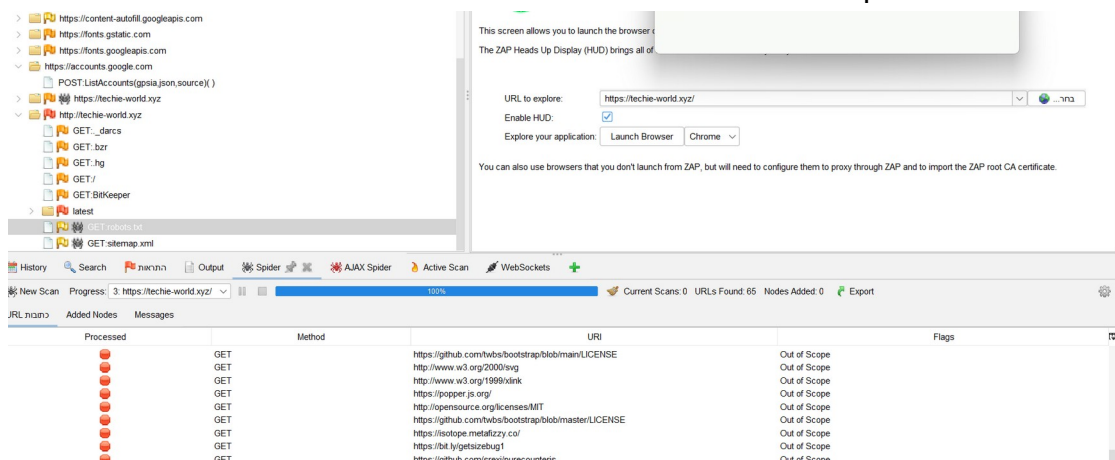 https://content-autofill.googleapis.com
https://fonts.gstatic.com
https://fonts.googleapis.com
https://accounts.google.com
POST:ListAccounts(gpsia,json,source)( )
https://techie-world.xyz
http://techie-world.xyz
GET:_darcs
GET:.bzr
GET:.hg
GET:/
GET:BitKeeper
latest
GET:robots.txt
GET:sitemap.xml
This screen allows you to launch the browser
The ZAP Heads Up Display (HUD) brings all of
URL to explore: https://techie-world.xyz/ בחר...
Enable HUD:
Explore your application: Launch Browser Chrome
You can also use browsers that you don't launch from ZAP, but will need to configure them to proxy through ZAP and to import the ZAP root CA certificate.
History Search התראות Output Spider AJAX Spider Active Scan WebSockets
New Scan Progress: 3: https://techie-world.xyz/ 100% Current Scans: 0 URLs Found: 65 Nodes Added: 0 Export
כתובות URL Added Nodes Messages
Processed Method URI Flags
GET https://github.com/twbs/bootstrap/blob/main/LICENSE Out of Scope
GET http://www.w3.org/2000/svg Out of Scope
GET http://www.w3.org/1999/xlink Out of Scope
GET https://popper.js.org/ Out of Scope
GET http://opensource.org/licenses/MIT Out of Scope
GET https://github.com/twbs/bootstrap/blob/master/LICENSE Out of Scope
GET https://isotope.metafizzy.co/ Out of Scope
GET https://bit.ly/getsizebug1 Out of Scope
GET https://github.com/srexi/purecounterjs Out of Scope